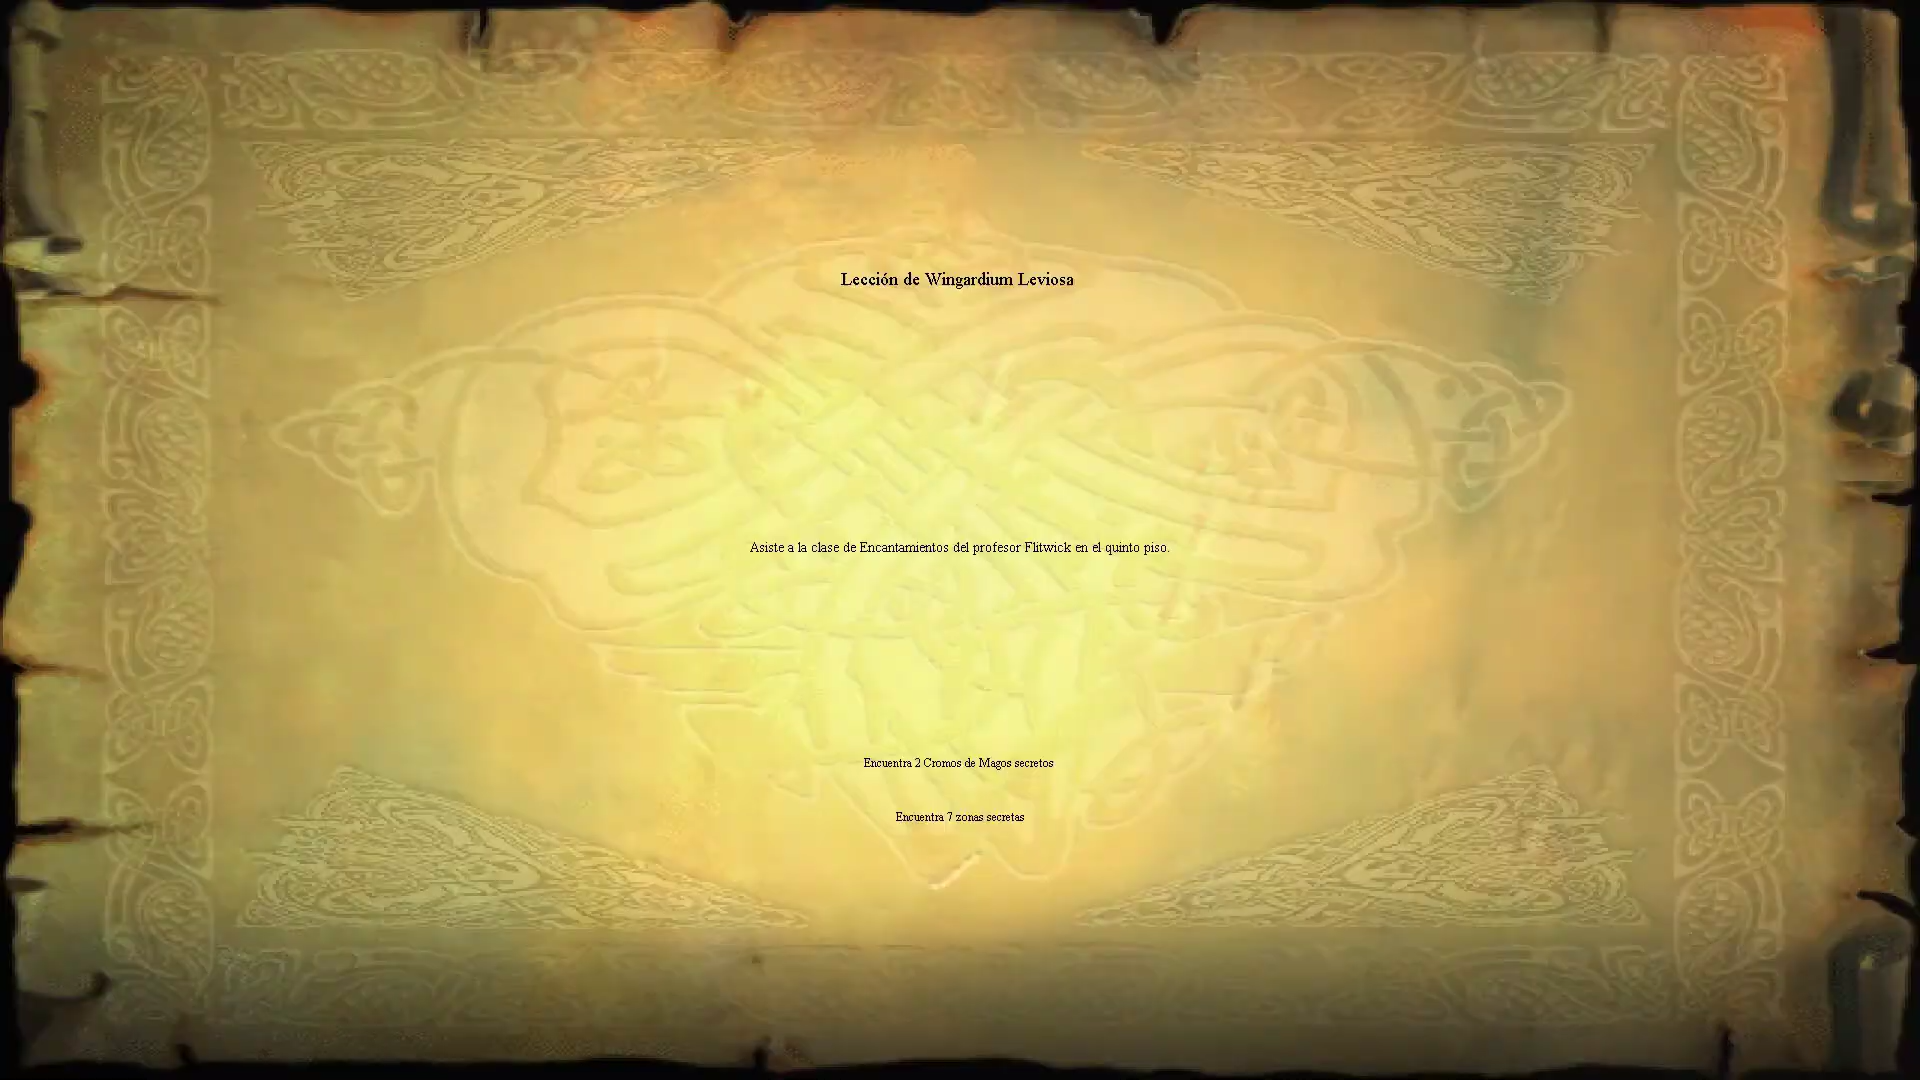 Lección de Wingardium Leviosa
Asiste a la clase de Encantamientos del profesor Flitwick en el quinto piso.
Encuentra 2 Cromos de Magos secretos
Encuentra 7 zonas secretas